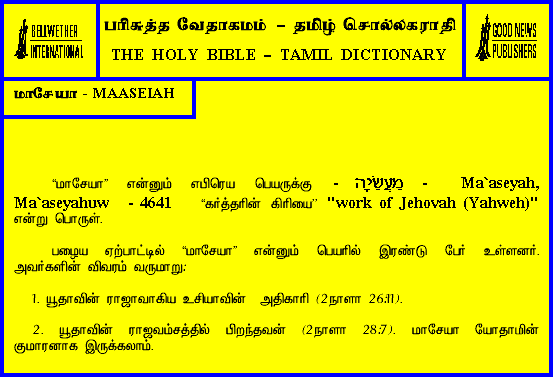 BELLWETHER
INTERNATIONAL
பரிசுத்த வேதாகமம் – தமிழ் சொல்லகராதி
THE HOLY BIBLE – TAMIL DICTIONARY
GOOD NEWS
PUBLISHERS
மாசேயா - MAASEIAH
“மாசேயா” என்னும் எபிரெய பெயருக்கு - מַעֲשֵׂיָה - Ma`aseyah,
Ma`aseyahuw - 4641 “கர்த்தரின் கிரியை” "work of Jehovah (Yahweh)"
என்று பொருள்.
பழைய ஏற்பாட்டில் “மாசேயா” என்னும் பெயரில் இரண்டு பேர் உள்ளனர்.
அவர்களின் விவரம் வருமாறு:
1. யூதாவின் ராஜாவாகிய உசியாவின் அதிகாரி (2நாளா 26:11).
2. யூதாவின் ராஜவம்சத்தில் பிறந்தவன் (2நாளா 28:7). மாசேயா யோதாமின்
குமாரனாக இருக்கலாம்.